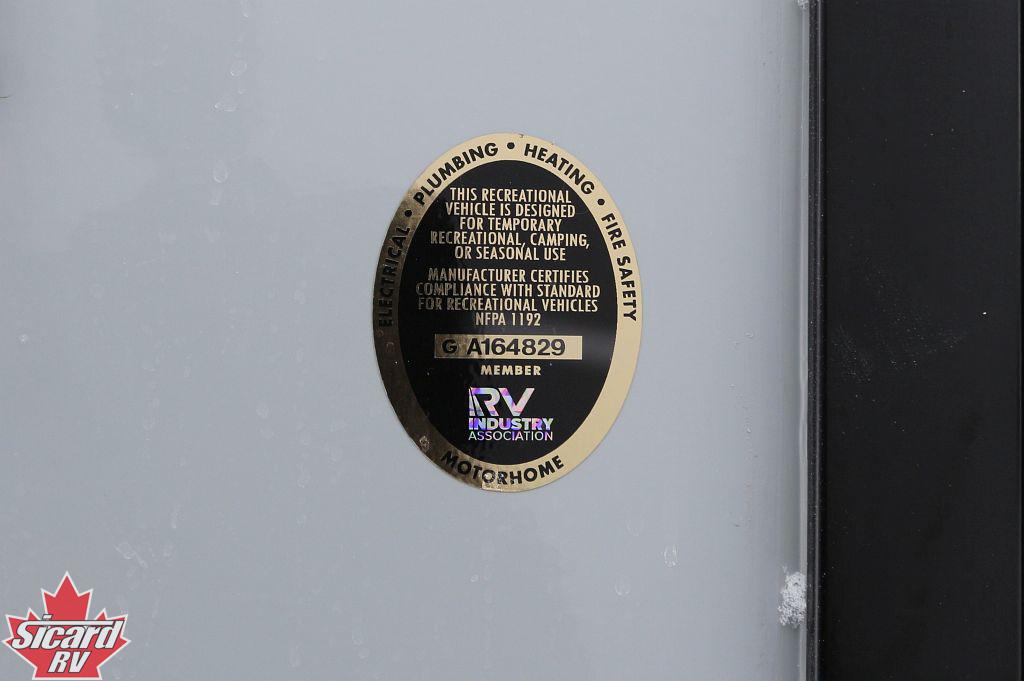 ELECTRICAL • PLUMBING • HEATING • FIRE SAFETY
THIS RECREATIONAL
VEHICLE IS DESIGNED
FOR TEMPORARY
RECREATIONAL, CAMPING,
OR SEASONAL USE
MANUFACTURER CERTIFIES
COMPLIANCE WITH STANDARD
FOR RECREATIONAL VEHICLES
NFPA 1192
G A164829
MEMBER
RV
INDUSTRY
ASSOCIATION
MOTORHOME
Sicard
RV